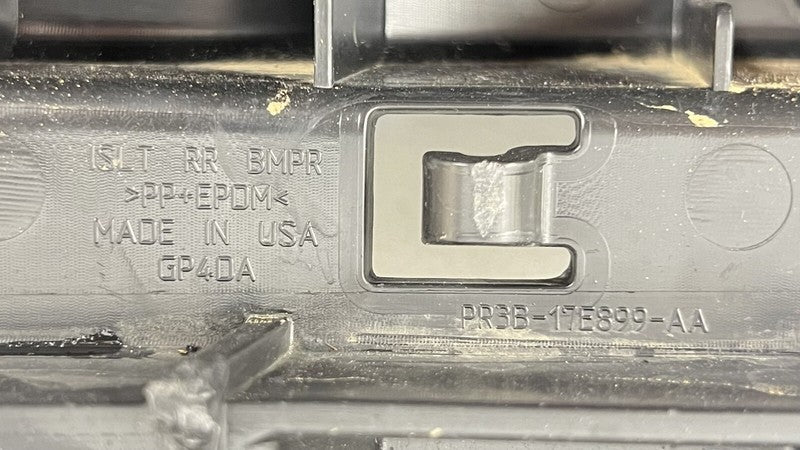 ISLT RR BMPR
>PP+EPDM<
MADE IN USA
GP4DA
PR3B-17E899-AA